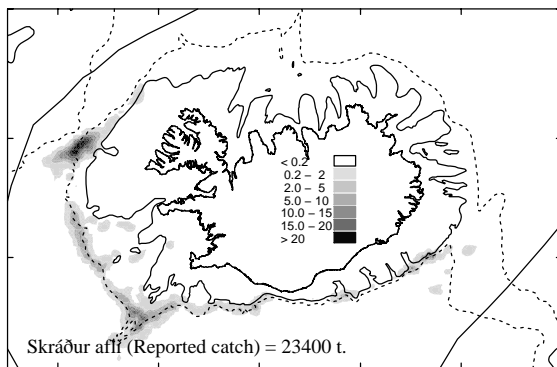 < 0.2
0.2 – 2
2.0 – 5
5.0 – 10
10.0 – 15
15.0 – 20
> 20
Skráður afli (Reported catch) = 23400 t.